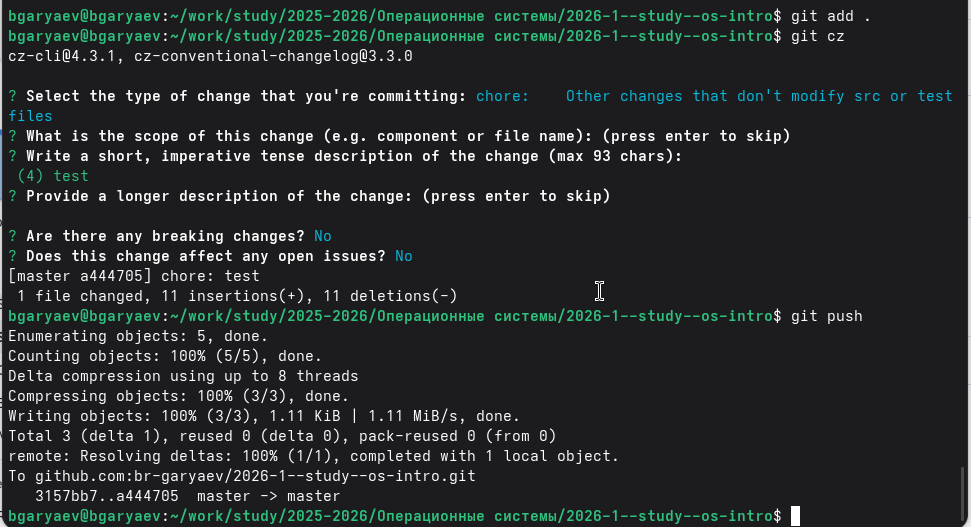 bgaryaev@bgaryaev:~/work/study/2025-2026/Операционные системы/2026-1--study--os-intro$ git add .
bgaryaev@bgaryaev:~/work/study/2025-2026/Операционные системы/2026-1--study--os-intro$ git cz
cz-cli@4.3.1, cz-conventional-changelog@3.3.0
? Select the type of change that you're committing: chore:    Other changes that don't modify src or test
files
? What is the scope of this change (e.g. component or file name): (press enter to skip)
? Write a short, imperative tense description of the change (max 93 chars):
 (4) test
? Provide a longer description of the change: (press enter to skip)
? Are there any breaking changes? No
? Does this change affect any open issues? No
[master a444705] chore: test
 1 file changed, 11 insertions(+), 11 deletions(-)
bgaryaev@bgaryaev:~/work/study/2025-2026/Операционные системы/2026-1--study--os-intro$ git push
Enumerating objects: 5, done.
Counting objects: 100% (5/5), done.
Delta compression using up to 8 threads
Compressing objects: 100% (3/3), done.
Writing objects: 100% (3/3), 1.11 KiB | 1.11 MiB/s, done.
Total 3 (delta 1), reused 0 (delta 0), pack-reused 0 (from 0)
remote: Resolving deltas: 100% (1/1), completed with 1 local object.
To github.com:br-garyaev/2026-1--study--os-intro.git
   3157bb7..a444705  master -> master
bgaryaev@bgaryaev:~/work/study/2025-2026/Операционные системы/2026-1--study--os-intro$